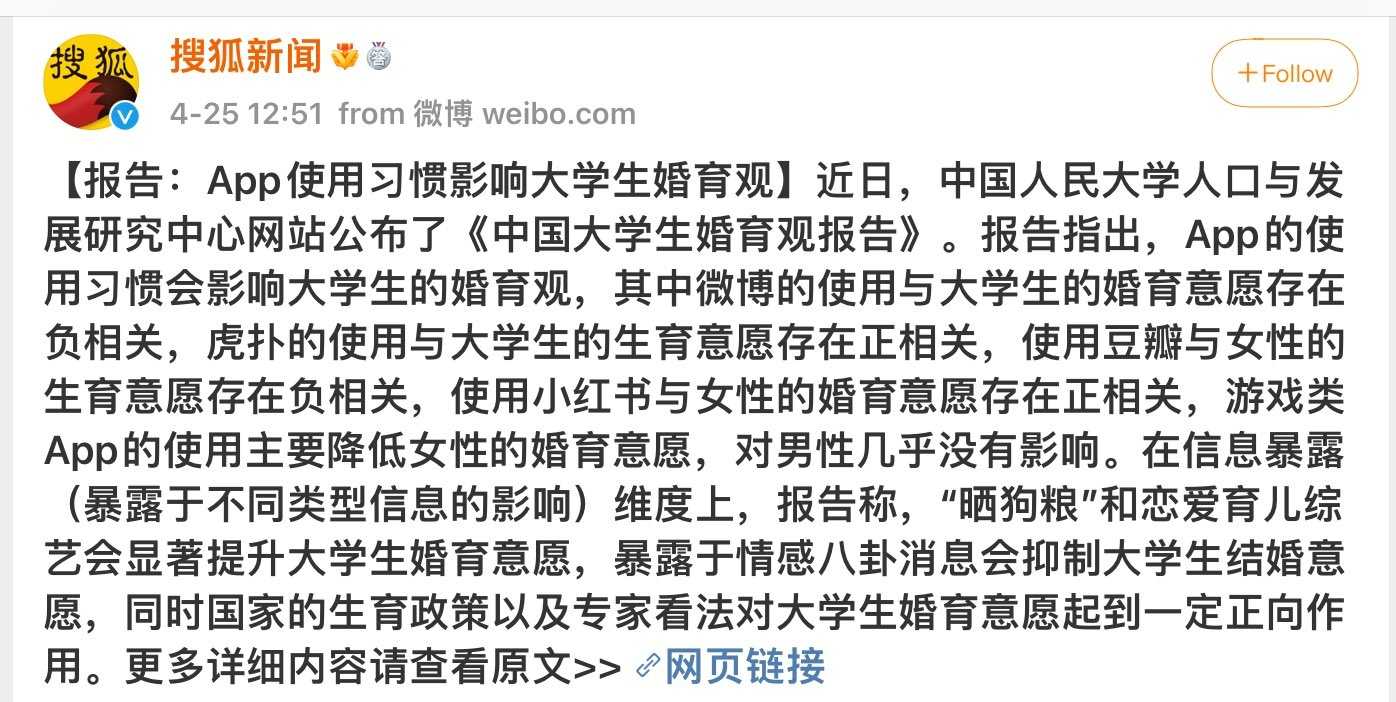 搜狐
搜狐新闻
答
V
+Follow
4-25 12:51 from 微博 weibo.com
【报告：App使用习惯影响大学生婚育观】近日，中国人民大学人口与发
展研究中心网站公布了《中国大学生婚育观报告》。报告指出，App的使
用习惯会影响大学生的婚育观，其中微博的使用与大学生的婚育意愿存在
负相关，虎扑的使用与大学生的生育意愿存在正相关，使用豆瓣与女性的
生育意愿存在负相关，使用小红书与女性的婚育意愿存在正相关，游戏类
App的使用主要降低女性的婚育意愿，对男性几乎没有影响。在信息暴露
（暴露于不同类型信息的影响）维度上，报告称，“晒狗粮”和恋爱育儿综
艺会显著提升大学生婚育意愿，暴露于情感八卦消息会抑制大学生结婚意
愿，同时国家的生育政策以及专家看法对大学生婚育意愿起到一定正向作
用。更多详细内容请查看原文>> 网页链接